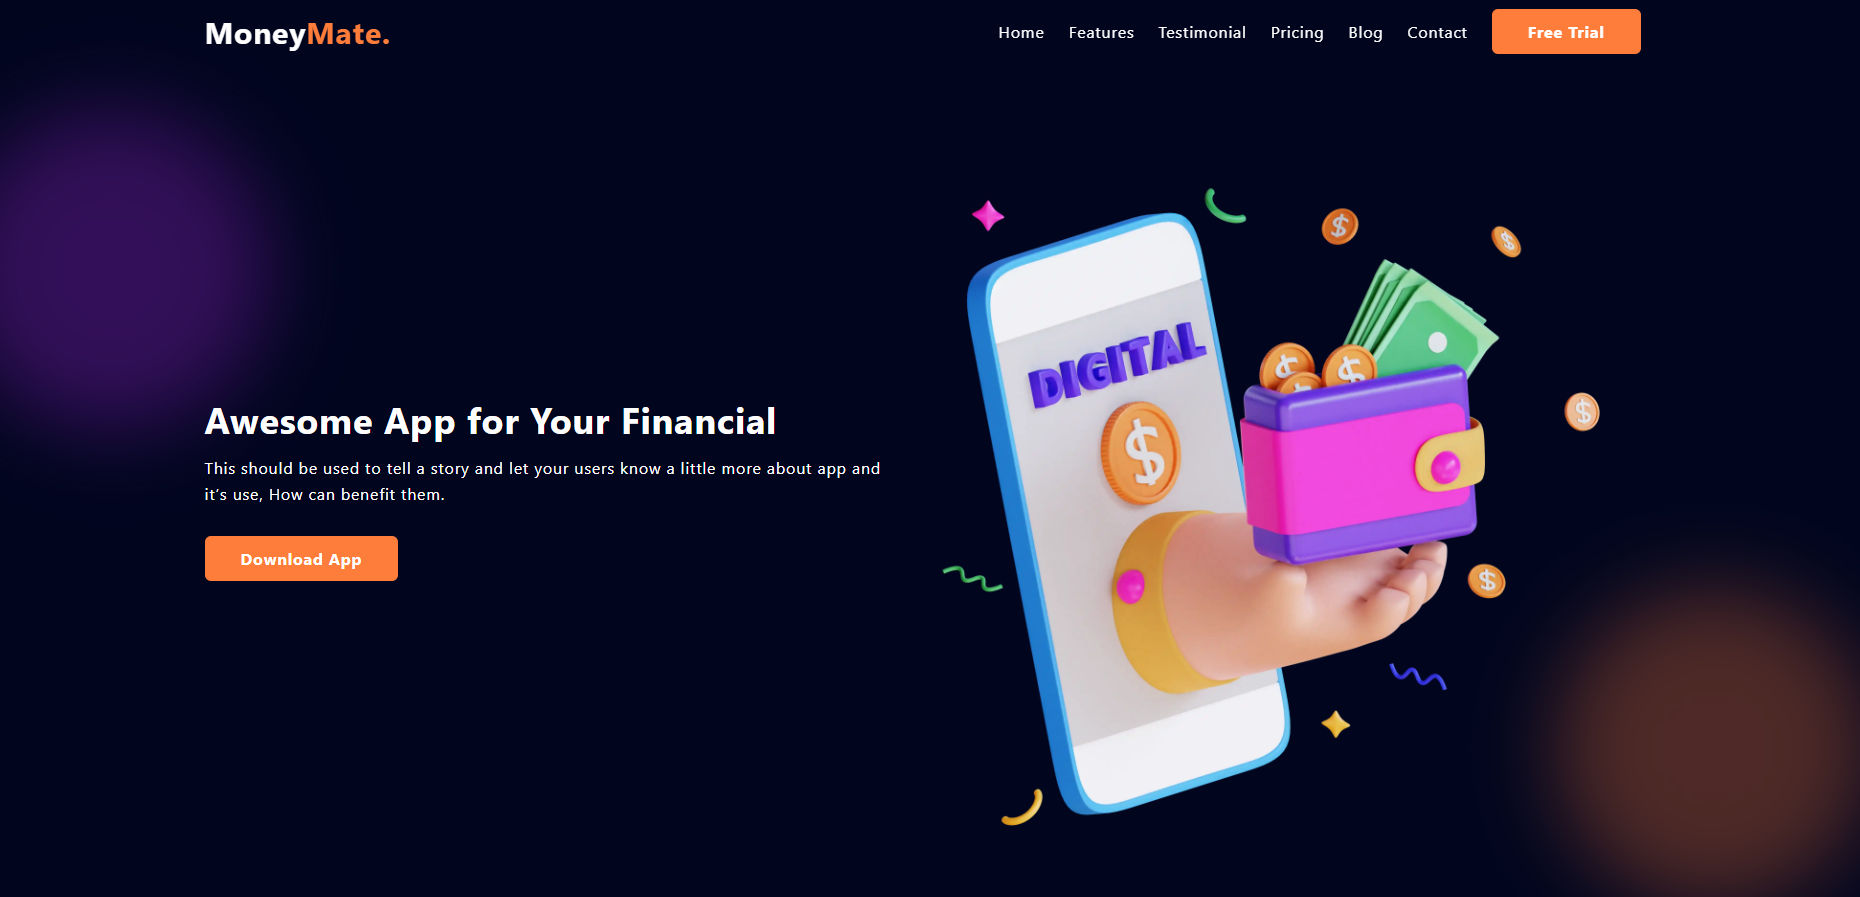 MoneyMate.
Home Features Testimonial Pricing Blog Contact Free Trial
DIGITAL
Awesome App for Your Financial
This should be used to tell a story and let your users know a little more about app and
it's use, How can benefit them.
Download App